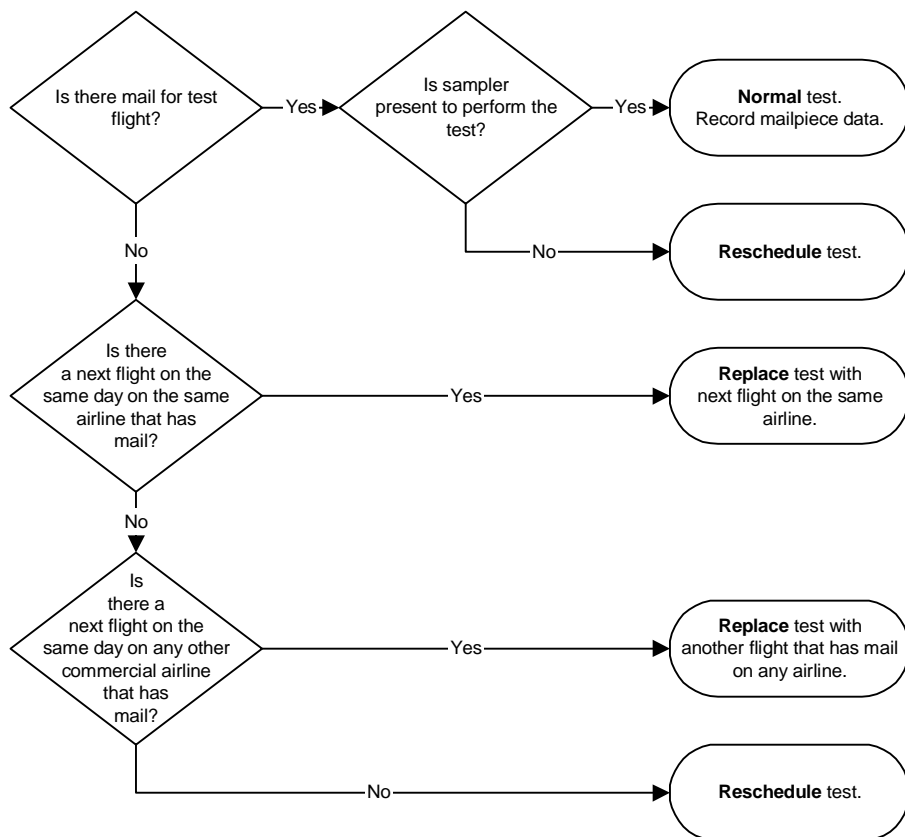 Is there mail for test
flight?
Yes
Is sampler
present to perform the
test?
Yes
Normal test.
Record mailpiece data.
No
No
Reschedule test.
Is there
a next flight on the
same day on the same
airline that has
mail?
Yes
Replace test with
next flight on the same
airline.
No
Is
there a
next flight on the
same day on any other
commercial airline
that has
mail?
Yes
Replace test with
another flight that has mail
on any airline.
No
Reschedule test.